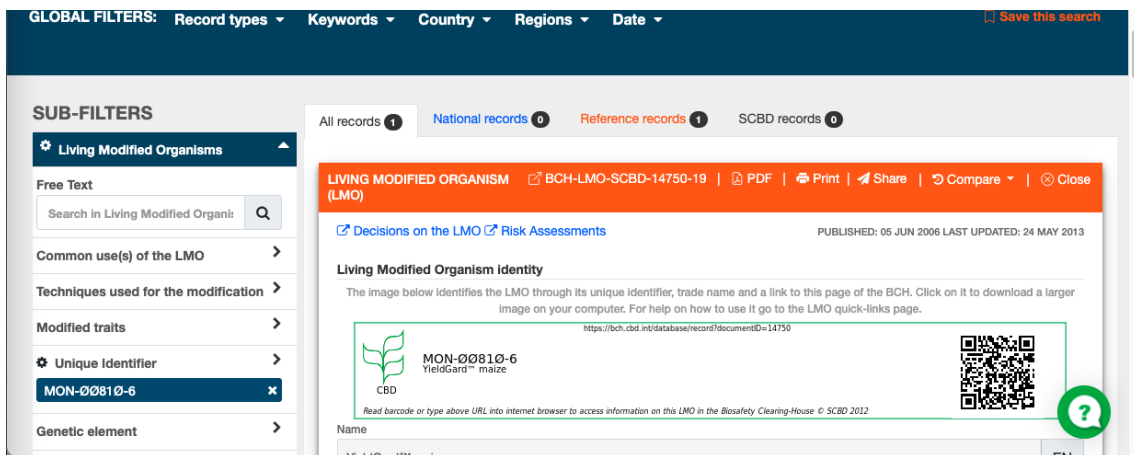 GLOBAL FILTERS: Record types Keywords Country Regions Date Save this search
SUB-FILTERS
Living Modified Organisms
Free Text
Search in Living Modified Organis
Common use(s) of the LMO
Techniques used for the modification
Modified traits
Unique Identifier
MON-ØØ81Ø-6 ×
Genetic element
All records 1 National records 0 Reference records 1 SCBD records 0
LIVING MODIFIED ORGANISM (LMO) BCH-LMO-SCBD-14750-19 | PDF | Print | Share | Compare | Close
Decisions on the LMO Risk Assessments PUBLISHED: 05 JUN 2006 LAST UPDATED: 24 MAY 2013
Living Modified Organism identity
The image below identifies the LMO through its unique identifier, trade name and a link to this page of the BCH. Click on it to download a larger
image on your computer. For help on how to use it go to the LMO quick-links page.
https://bch.cbd.int/database/record?documentID=14750
MON-ØØ81Ø-6
YieldGard™ maize
CBD
Read barcode or type above URL into internet browser to access information on this LMO in the Biosafety Clearing-House © SCBD 2012
?
Name